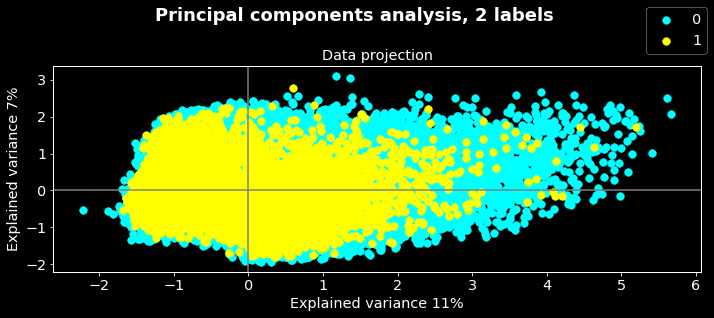 Principal components analysis, 2 labels
0
1
Data projection
Explained variance 7%
3
2
1
0
−1
−2
−2 −1 0 1 2 3 4 5 6
Explained variance 11%